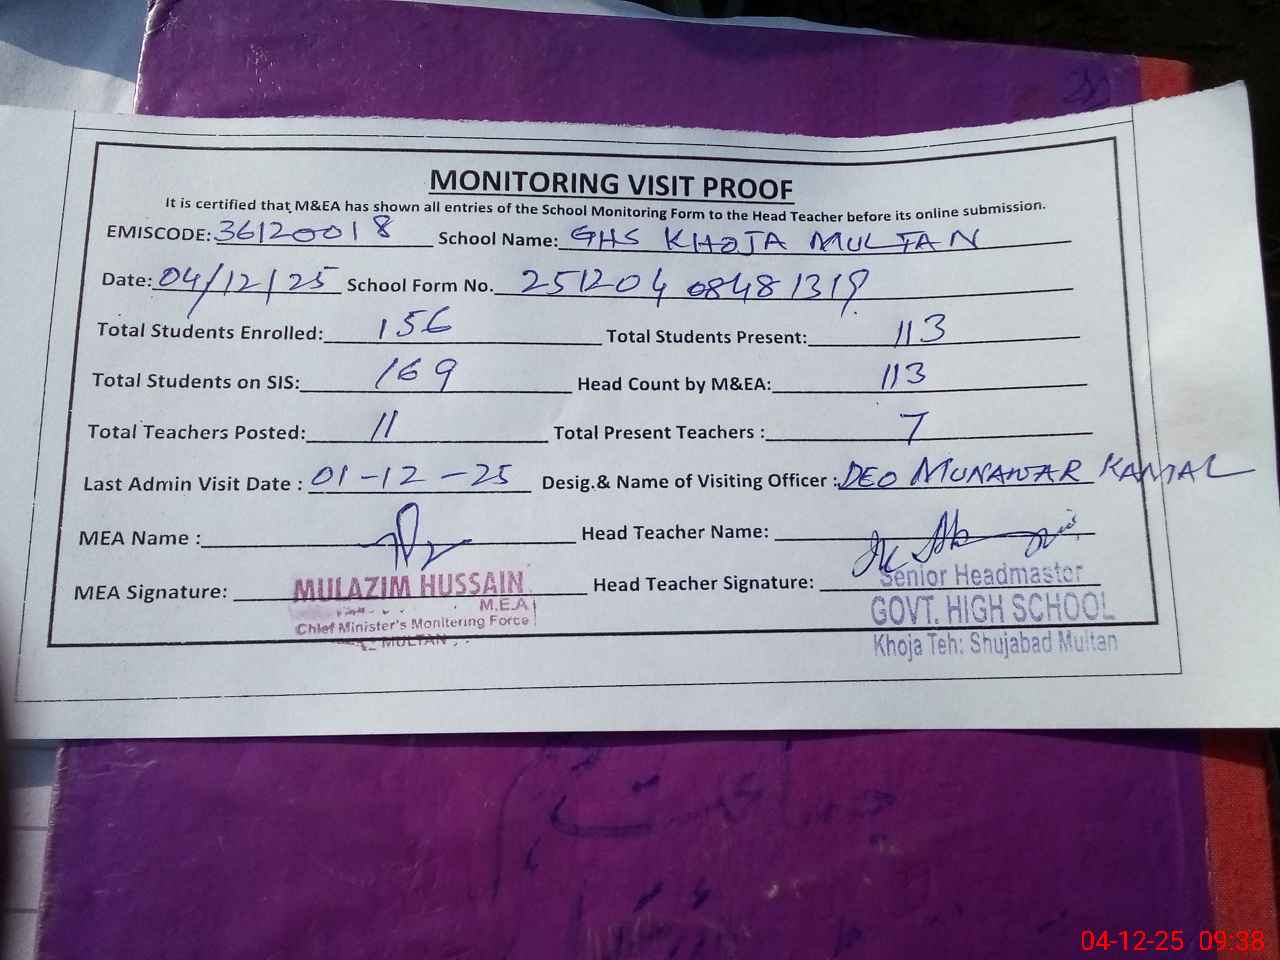 MONITORING VISIT PROOF
It is certified that M&EA has shown all entries of the School Monitoring Form to the Head Teacher before its online submission.
EMISCODE: 36120018 School Name: GHS KHOJA MULTAN
Date: 04/12/25 School Form No. 251204 08481319
Total Students Enrolled: 156 Total Students Present: 113
Total Students on SIS: 169 Head Count by M&EA: 113
Total Teachers Posted: 11 Total Present Teachers : 7
Last Admin Visit Date : 01-12-25 Desig.& Name of Visiting Officer : DEO MUNAWAR KAMAL
MEA Name : Head Teacher Name:
MEA Signature: Head Teacher Signature:
MULAZIM HUSSAIN
M.E.A
Chief Minister's Monitering Force
MULTAN
Senior Headmaster
GOVT. HIGH SCHOOL
Khoja Teh: Shujabad Multan
04-12-25 09:38